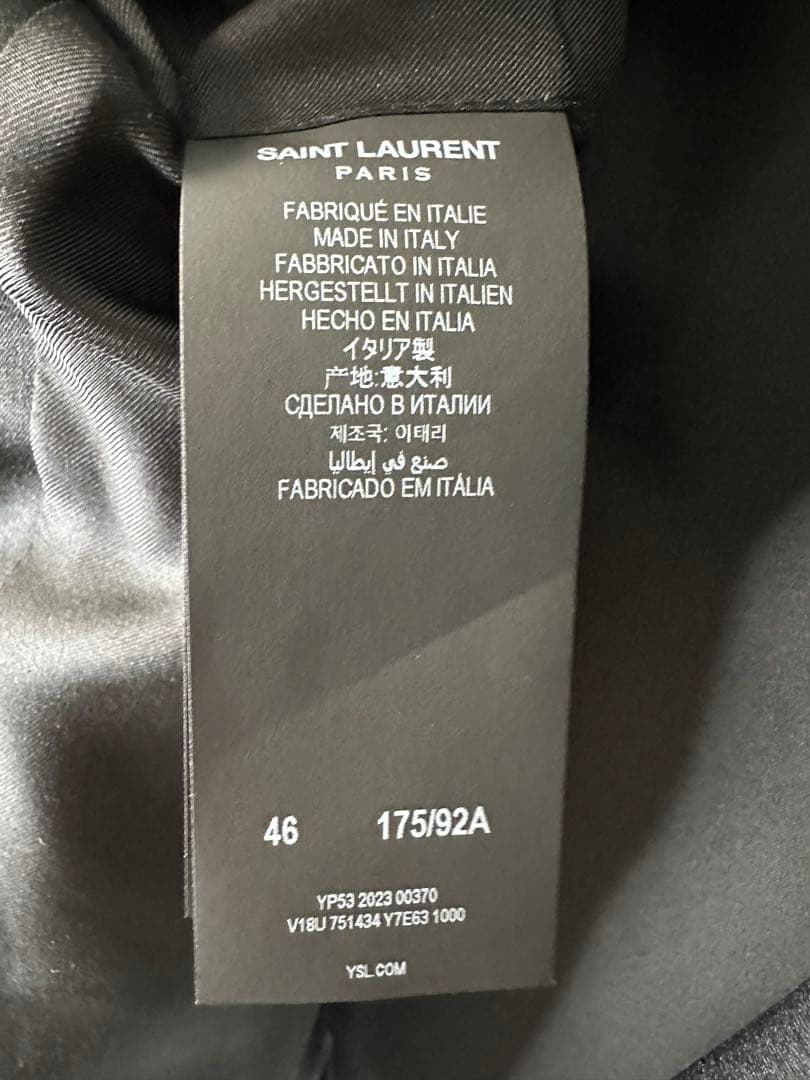 SAINT LAURENT
PARIS
FABRIQUÉ EN ITALIE
MADE IN ITALY
FABBRICATO IN ITALIA
HERGESTELLT IN ITALIEN
HECHO EN ITALIA
イタリア製
产地:意大利
СДЕЛАНО В ИТАЛИИ
제조국: 이태리
صنع في إيطاليا
FABRICADO EM ITÁLIA
46 175/92A
YP53 2023 00370
V18U 751434 Y7E63 1000
YSL.COM